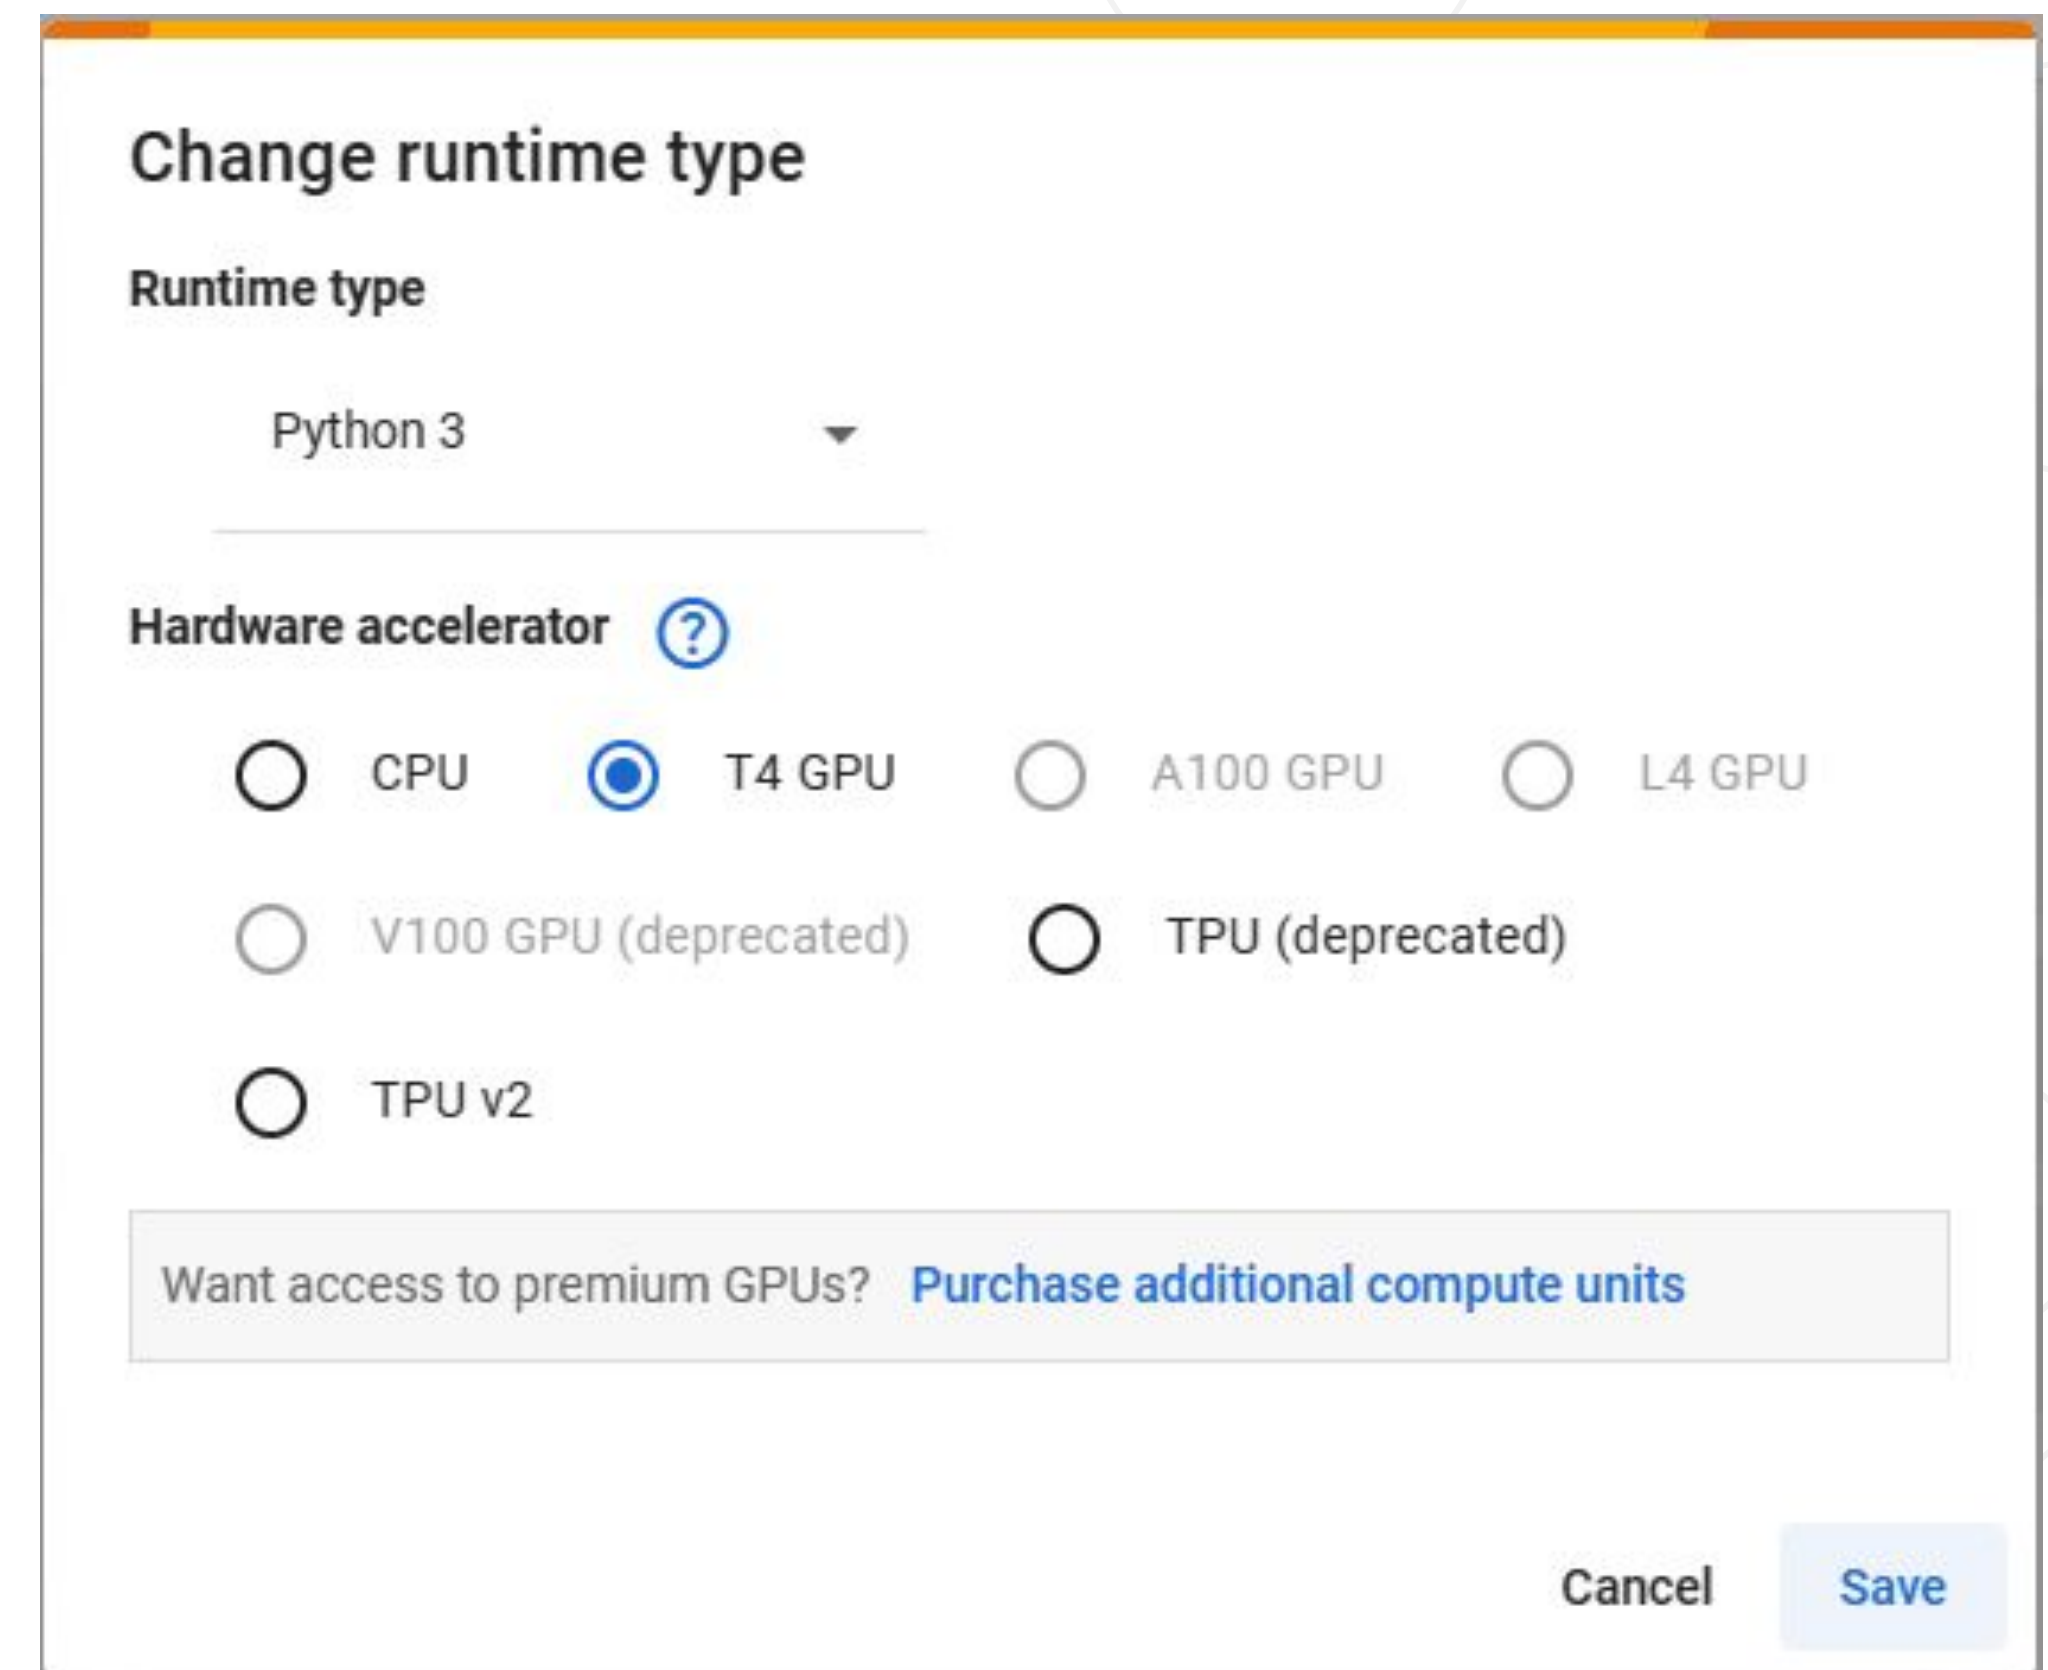 Change runtime type
Runtime type
Python 3
Hardware accelerator ?
CPU T4 GPU A100 GPU L4 GPU
V100 GPU (deprecated) TPU (deprecated)
TPU v2
Want access to premium GPUs? Purchase additional compute units
Cancel Save